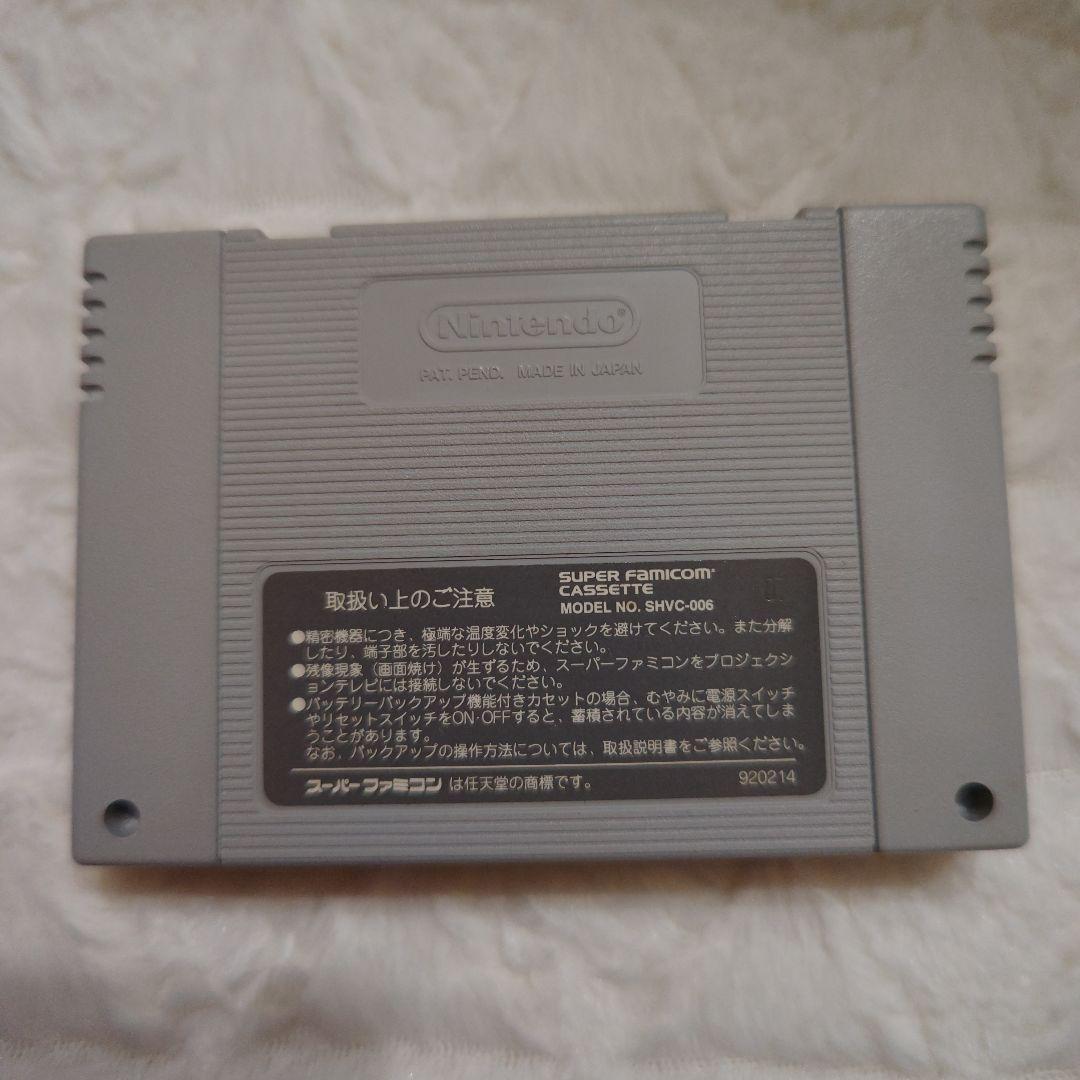 Nintendo®
PAT. PEND. MADE IN JAPAN
取扱い上のご注意
SUPER FAMICOM
CASSETTE
MODEL NO. SHVC-006
●精密機器につき、極端な温度変化やショックを避けてください。また分解
したり、端子部を汚したりしないでください。
●残像現象（画面焼け）が生ずるため、スーパーファミコンをプロジェクシ
ョンテレビには接続しないでください。
●バッテリーバックアップ機能付きカセットの場合、むやみに電源スイッチ
やリセットスイッチをON・OFFすると、蓄積されている内容が消えてしま
うことがあります。
なお、バックアップの操作方法については、取扱説明書をご参照ください。
スーパーファミコン は任天堂の商標です。
920214